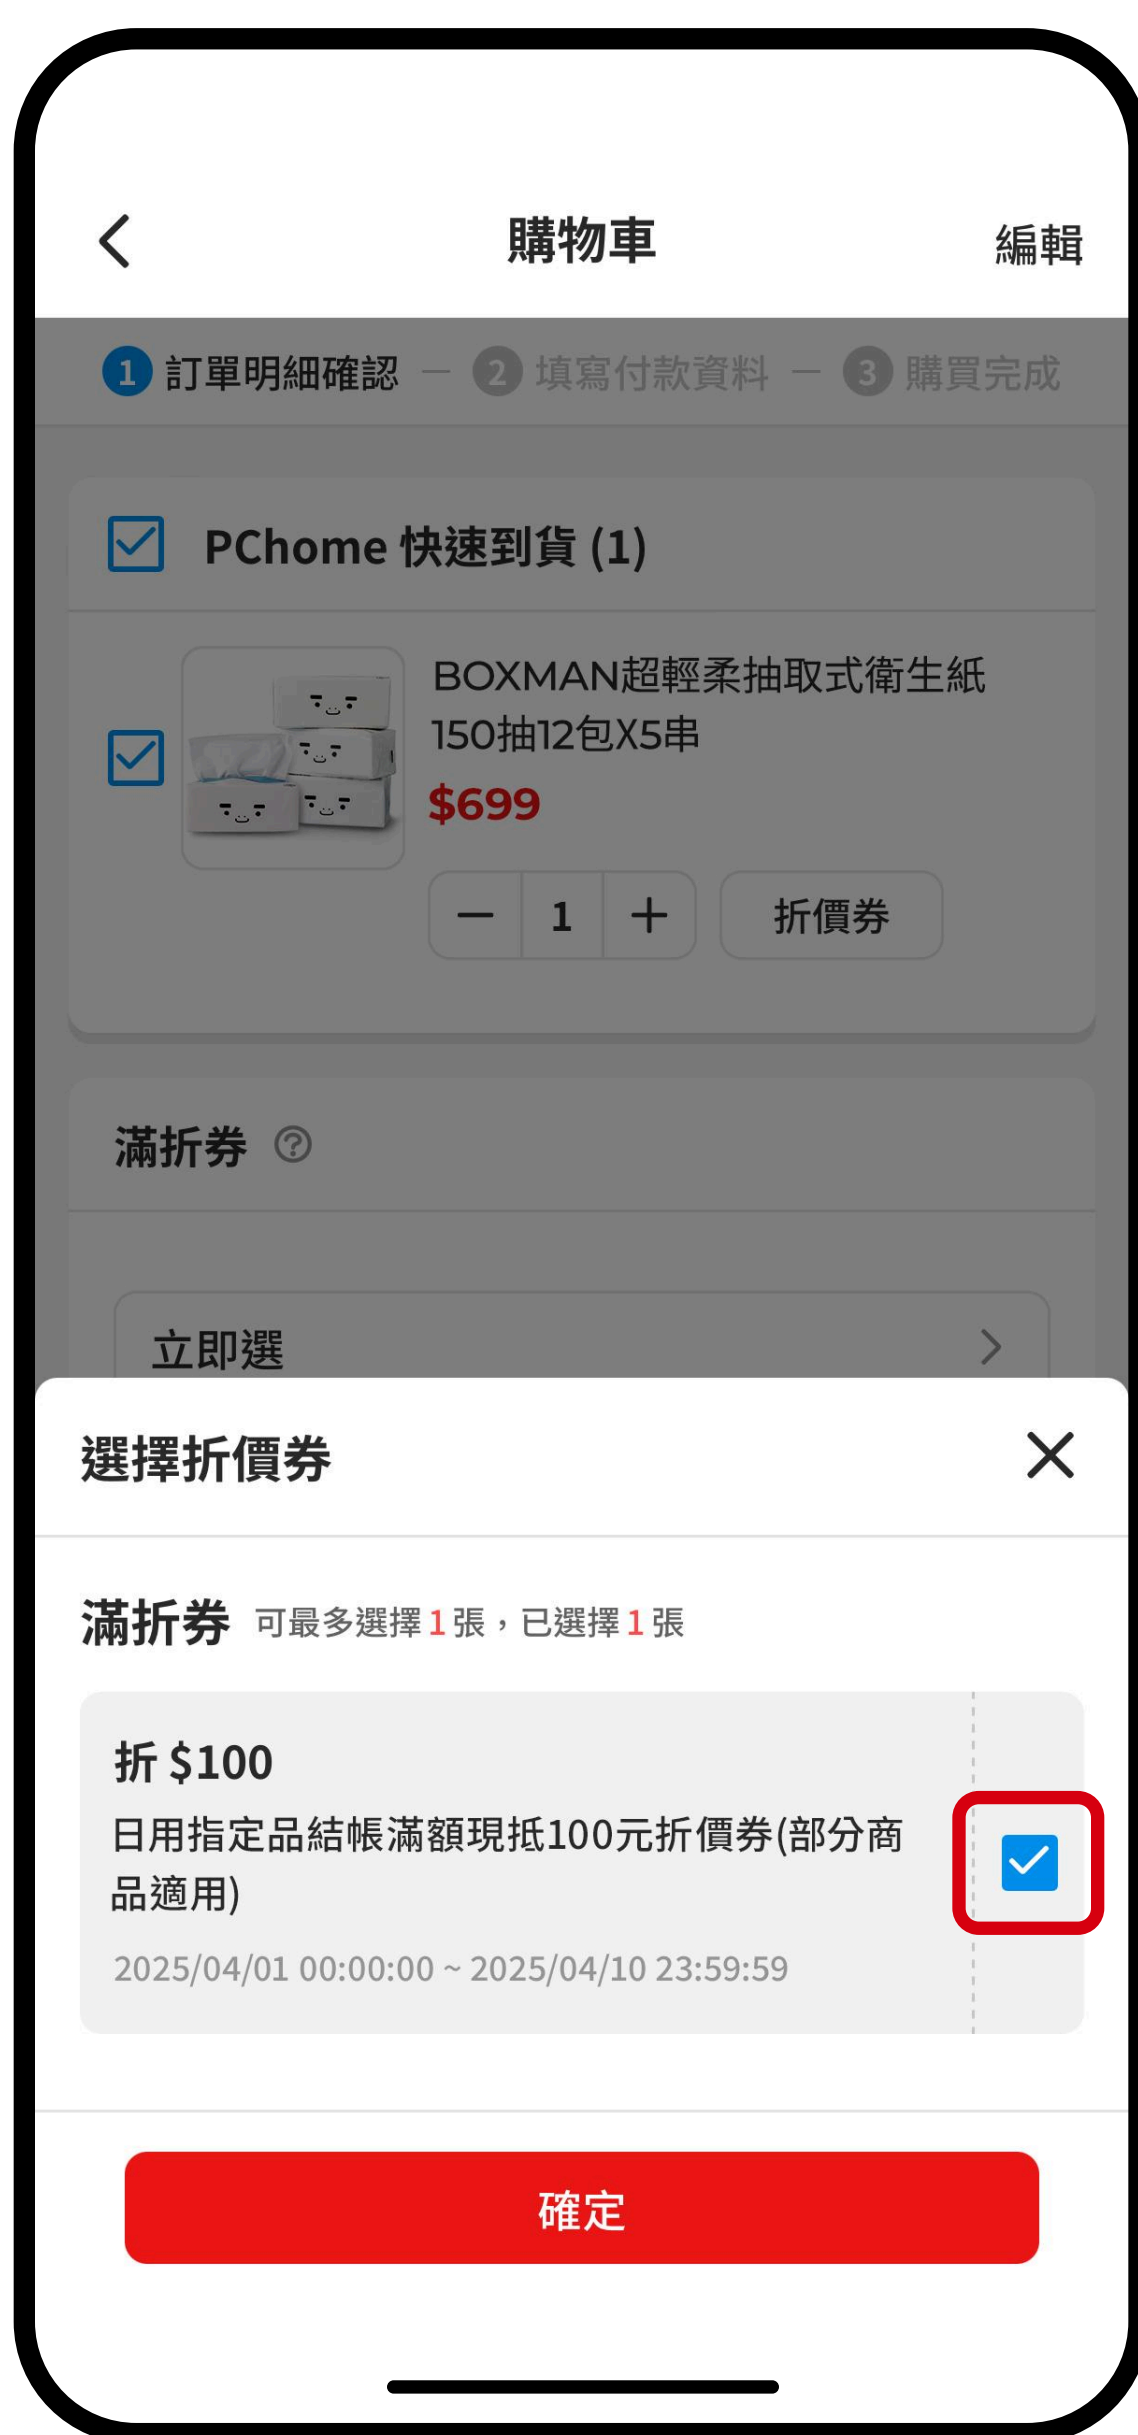 購物車
編輯
1 訂單明細確認 — 2 填寫付款資料 — 3 購買完成
PChome 快速到貨 (1)
BOXMAN超輕柔抽取式衛生紙
150抽12包X5串
$699
1
折價券
滿折券 ?
立即選
選擇折價券
滿折券 可最多選擇 1 張，已選擇 1 張
折 $100
日用指定品結帳滿額現抵100元折價券(部分商
品適用)
2025/04/01 00:00:00 ~ 2025/04/10 23:59:59
確定